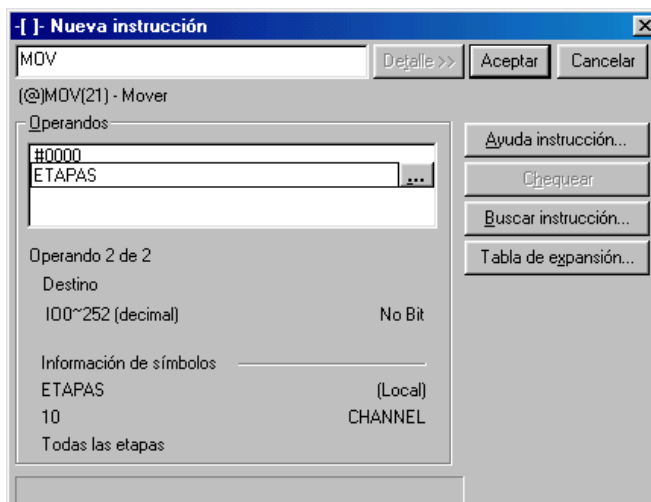 -[ ]- Nueva instrucción
MOV
Detalle >>
Aceptar
Cancelar
(@)MOV(21) - Mover
Operandos
#0000
ETAPAS
...
Ayuda instrucción...
Chequear
Buscar instrucción...
Tabla de expansión...
Operando 2 de 2
Destino
IO0~252 (decimal) No Bit
Información de símbolos
ETAPAS (Local)
10 CHANNEL
Todas las etapas